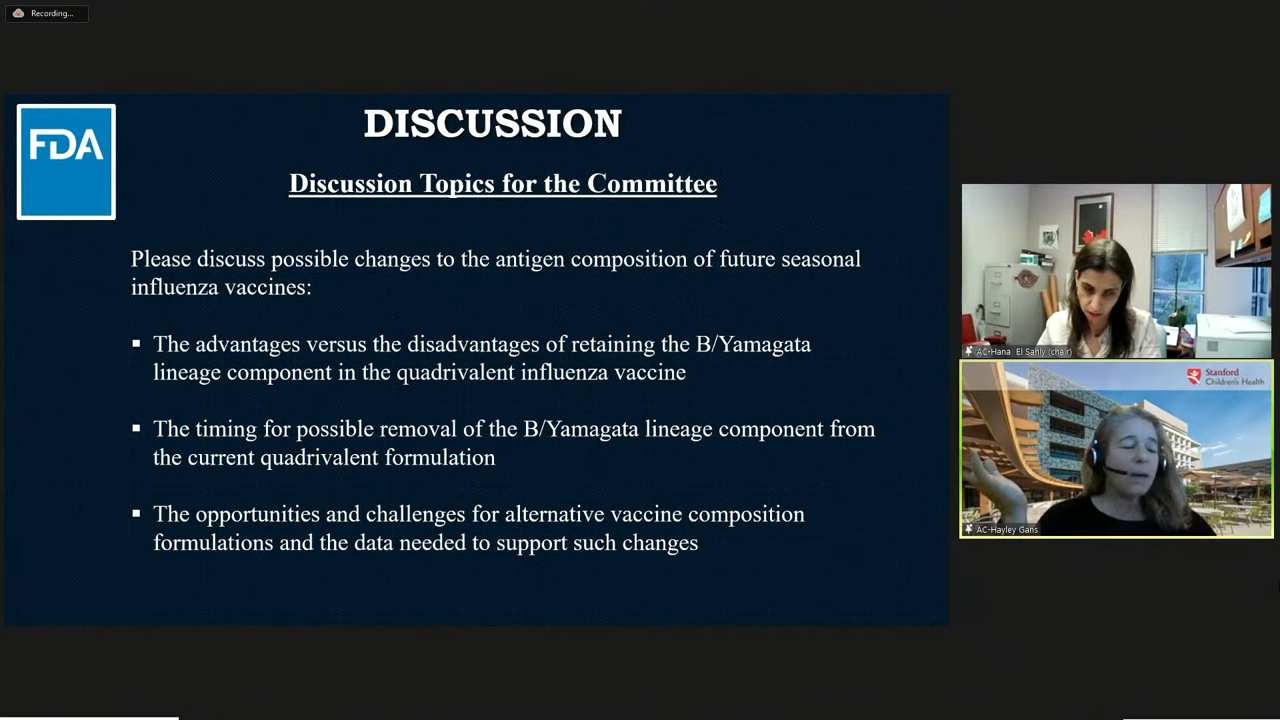 Recording...
FDA
DISCUSSION
Discussion Topics for the Committee
Please discuss possible changes to the antigen composition of future seasonal
influenza vaccines:
▪ The advantages versus the disadvantages of retaining the B/Yamagata
lineage component in the quadrivalent influenza vaccine
▪ The timing for possible removal of the B/Yamagata lineage component from
the current quadrivalent formulation
▪ The opportunities and challenges for alternative vaccine composition
formulations and the data needed to support such changes
AC-Hana El Sahly (chair)
Stanford
Children's Health
AC-Hayley Gans